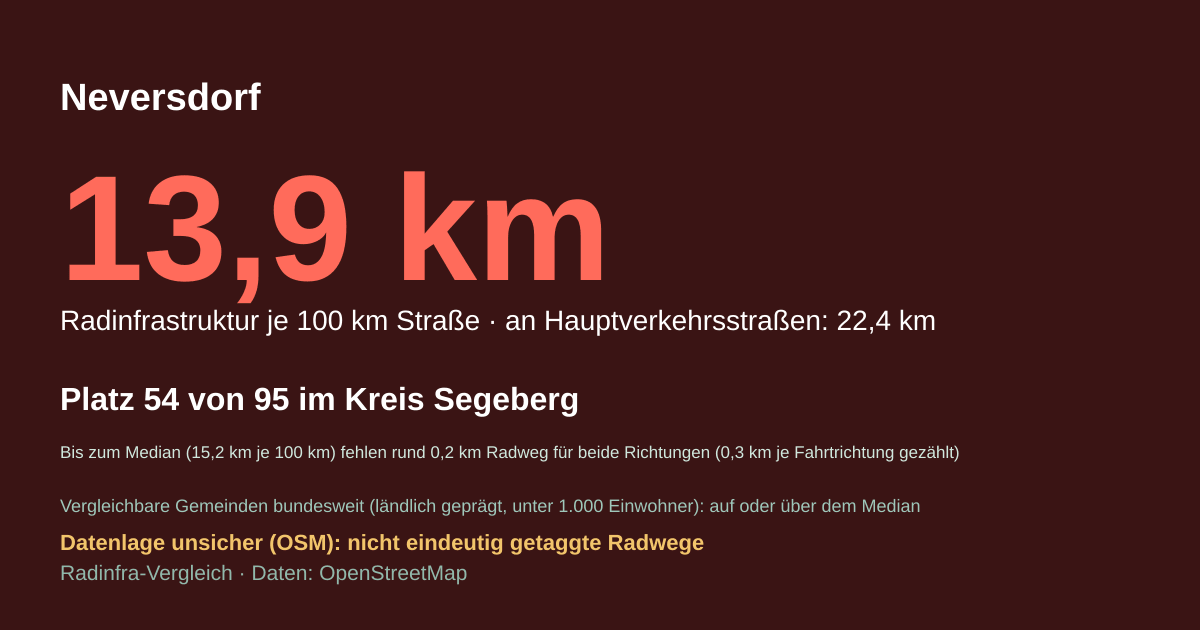 Neversdorf
13,9 km
Radinfrastruktur je 100 km Straße · an Hauptverkehrsstraßen: 22,4 km
Platz 54 von 95 im Kreis Segeberg
Bis zum Median (15,2 km je 100 km) fehlen rund 0,2 km Radweg für beide Richtungen (0,3 km je Fahrtrichtung gezählt)
Vergleichbare Gemeinden bundesweit (ländlich geprägt, unter 1.000 Einwohner): auf oder über dem Median
Datenlage unsicher (OSM): nicht eindeutig getaggte Radwege
Radinfra-Vergleich · Daten: OpenStreetMap